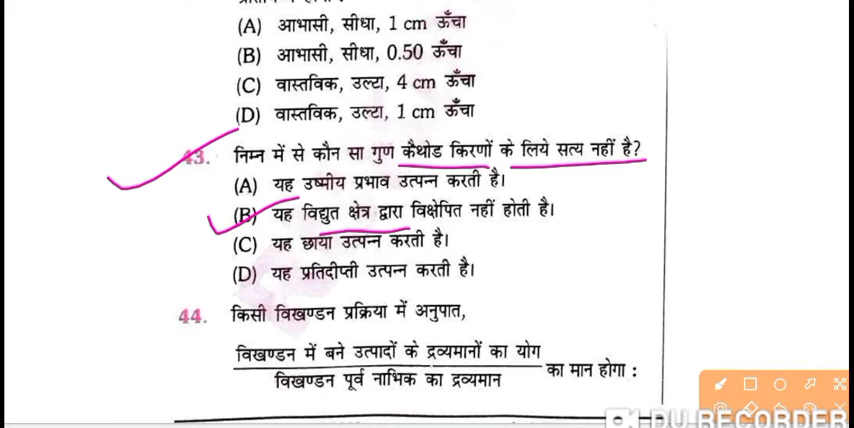 (A) आभासी, सीधा, 1 cm ऊँचा
(B) आभासी, सीधा, 0.50 ऊँचा
(C) वास्तविक, उल्टा, 4 cm ऊँचा
(D) वास्तविक, उल्टा, 1 cm ऊँचा
43. निम्न में से कौन सा गुण कैथोड किरणों के लिये सत्य नहीं है?
(A) यह उष्मीय प्रभाव उत्पन्न करती है।
(B) यह विद्युत क्षेत्र द्वारा विक्षेपित नहीं होती है।
(C) यह छाया उत्पन्न करती है।
(D) यह प्रतिदीप्ती उत्पन्न करती है।
44. किसी विखण्डन प्रक्रिया में अनुपात,
विखण्डन में बने उत्पादों के द्रव्यमानों का योग
विखण्डन पूर्व नाभिक का द्रव्यमान
का मान होगा :
DU RECORDER